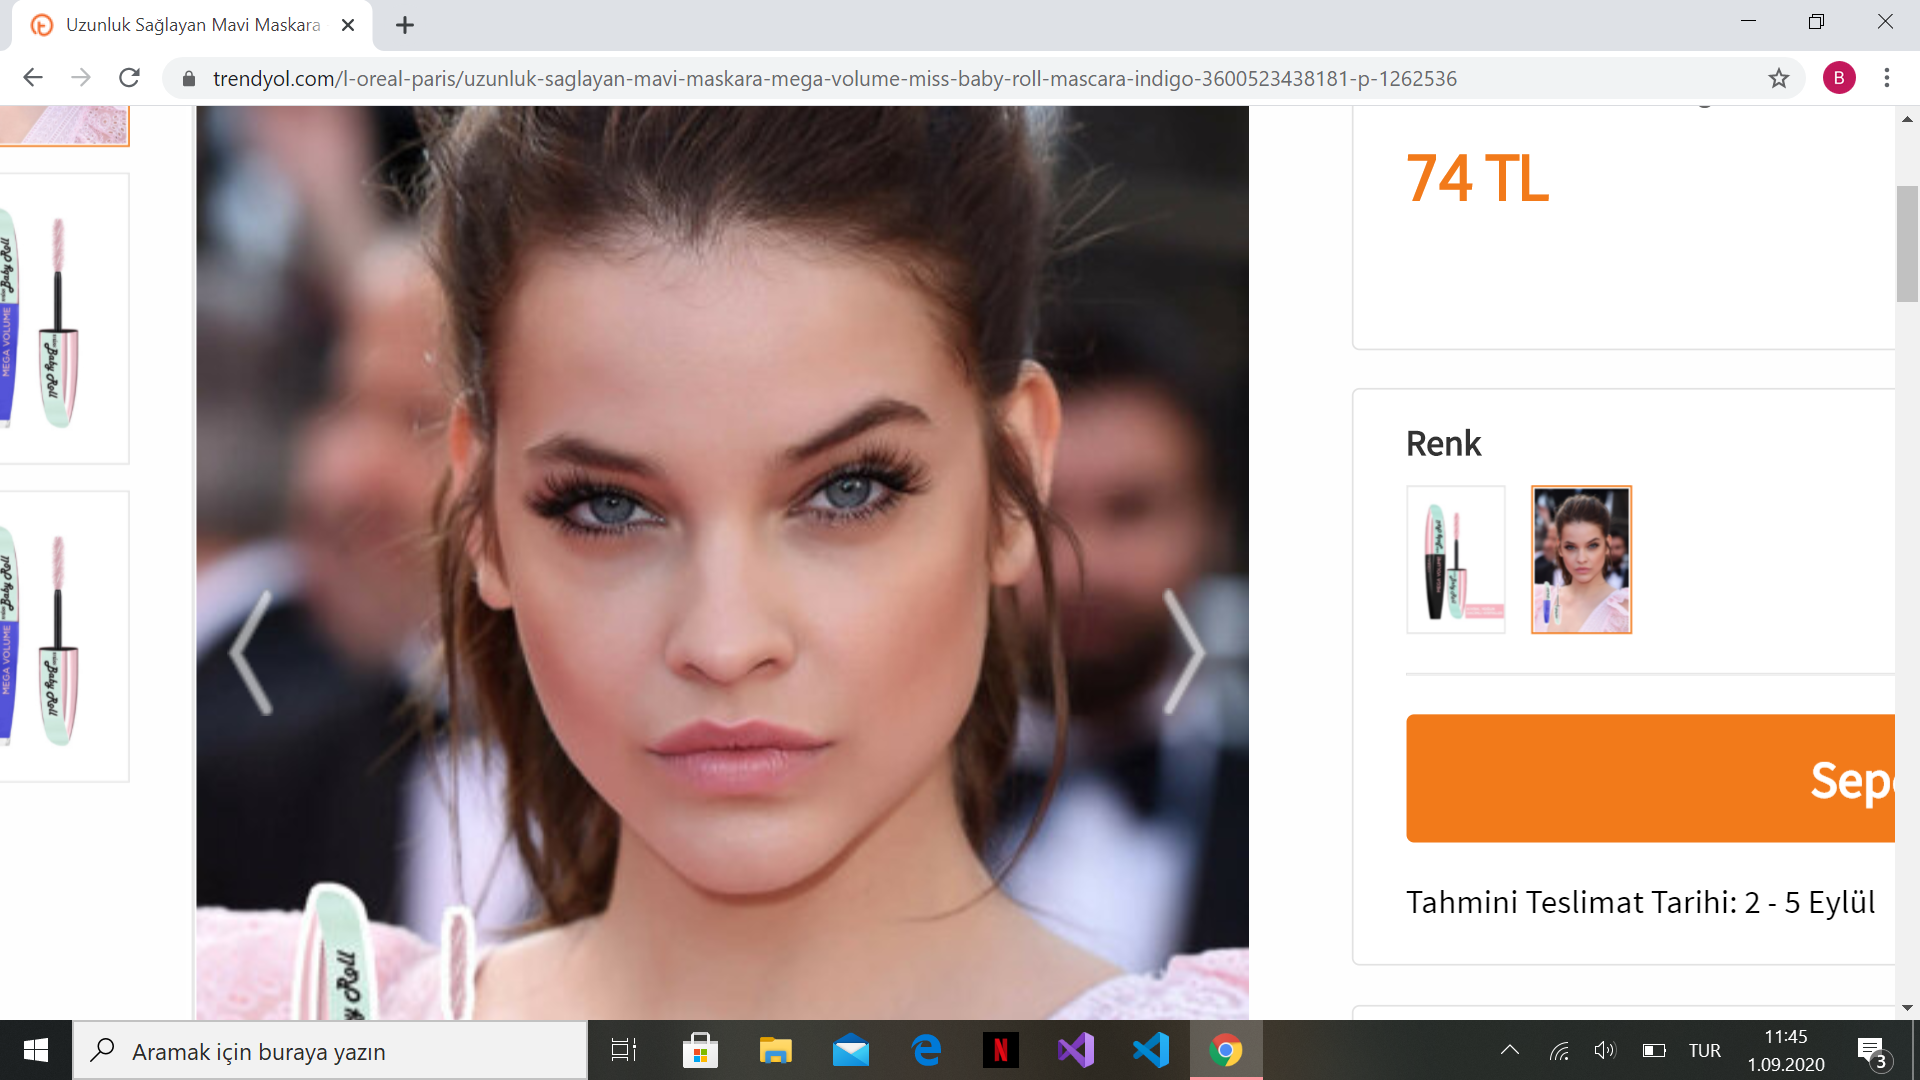 Uzunluk Sağlayan Mavi Maskara
trendyol.com/l-oreal-paris/uzunluk-saglayan-mavi-maskara-mega-volume-miss-baby-roll-mascara-indigo-3600523438181-p-1262536
B
Baby Roll
MEGA VOLUME
Baby Roll
Baby Roll
MEGA VOLUME
Baby Roll
74 TL
Renk
Tahmini Teslimat Tarihi: 2 - 5 Eylül
Roll
Aramak için buraya yazın
N
TUR
11:45
1.09.2020
3